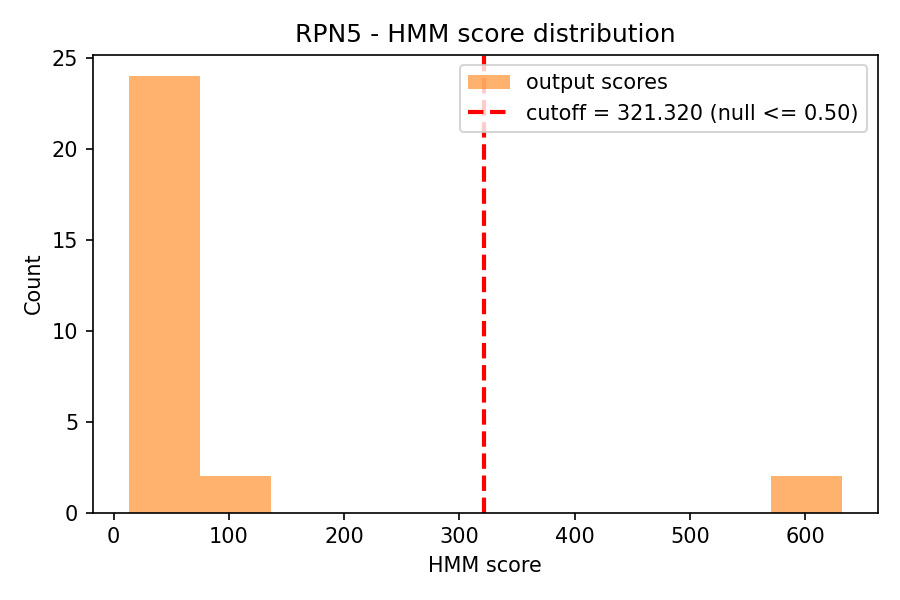 RPN5 - HMM score distribution
output scores
cutoff = 321.320 (null <= 0.50)
25
20
15
10
5
0
Count
0 100 200 300 400 500 600
HMM score